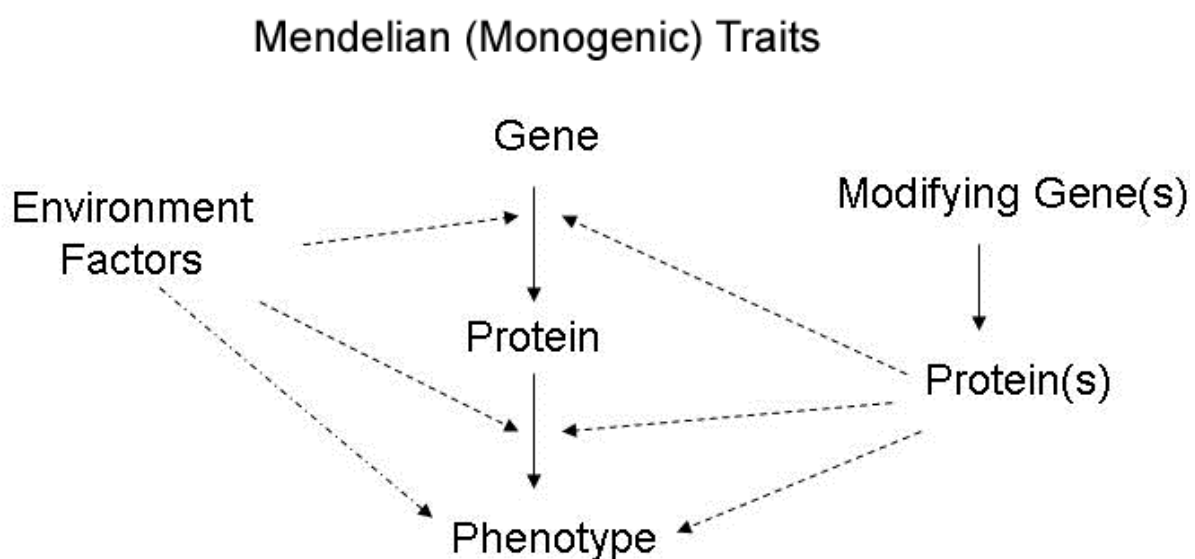 Mendelian (Monogenic) Traits
Gene
Environment
Factors
Modifying Gene(s)
Protein
Protein(s)
Phenotype